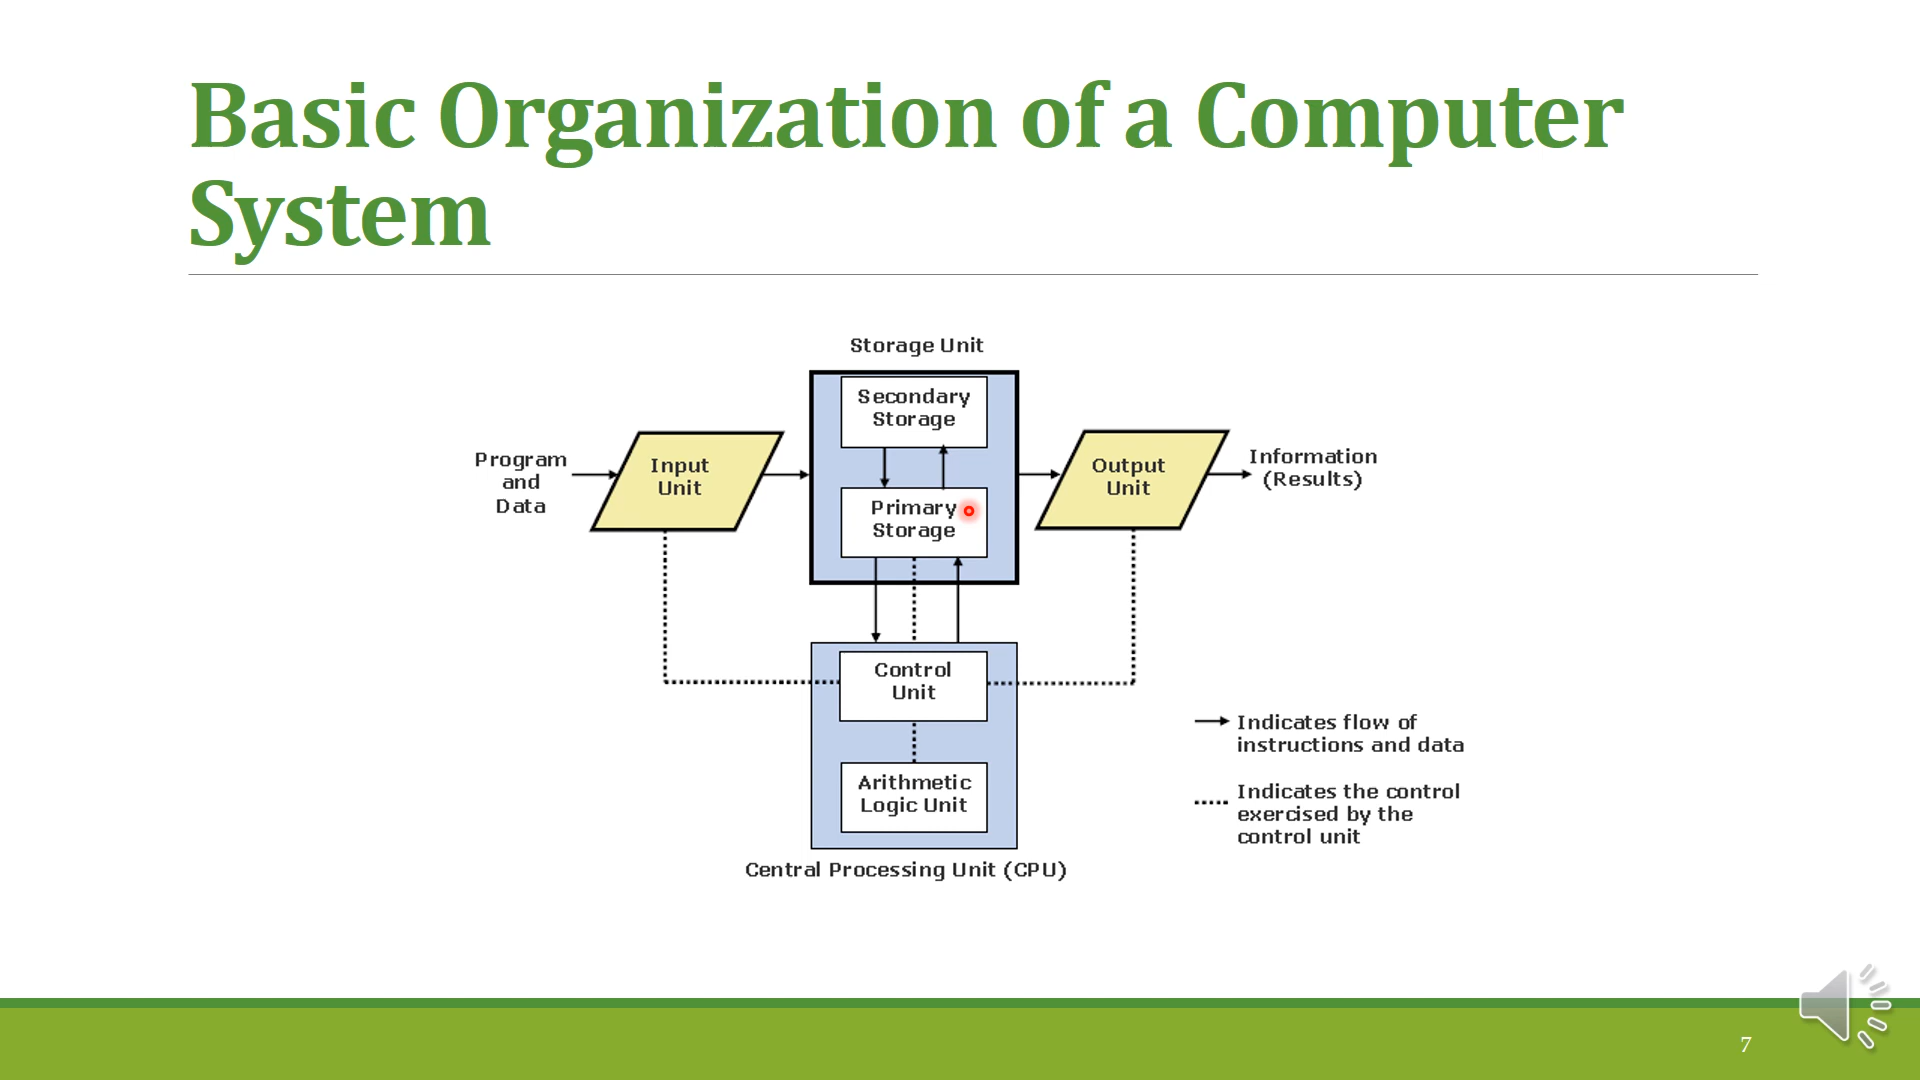 Basic Organization of a Computer
System
Storage Unit
Secondary
Storage
Program
and
Data
Input
Unit
Primary
Storage
Output
Unit
Information
(Results)
Control
Unit
Arithmetic
Logic Unit
Central Processing Unit (CPU)
Indicates flow of
instructions and data
Indicates the control
exercised by the
control unit
7